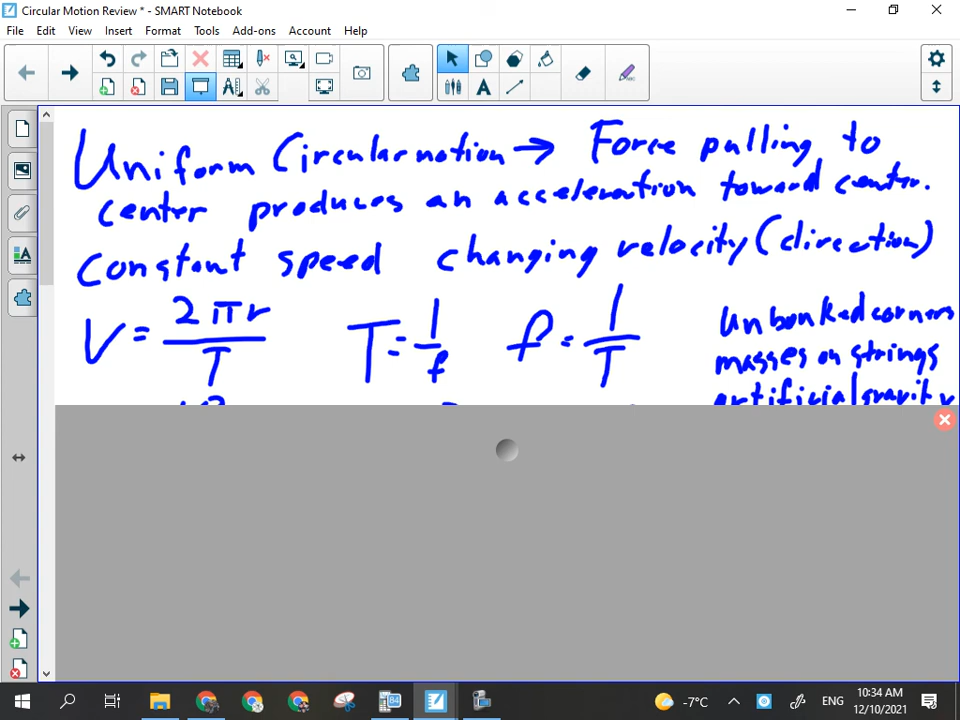 Circular Motion Review * - SMART Notebook
File Edit View Insert Format Tools Add-ons Account Help
Uniform Circular motion → Force pulling to
center produces an acceleration toward center.
constant speed changing velocity (direction)
V = 2πr/T T = 1/f f = 1/T
Unbanked corners
masses on strings
artificial gravity
-7°C ENG 10:34 AM
12/10/2021